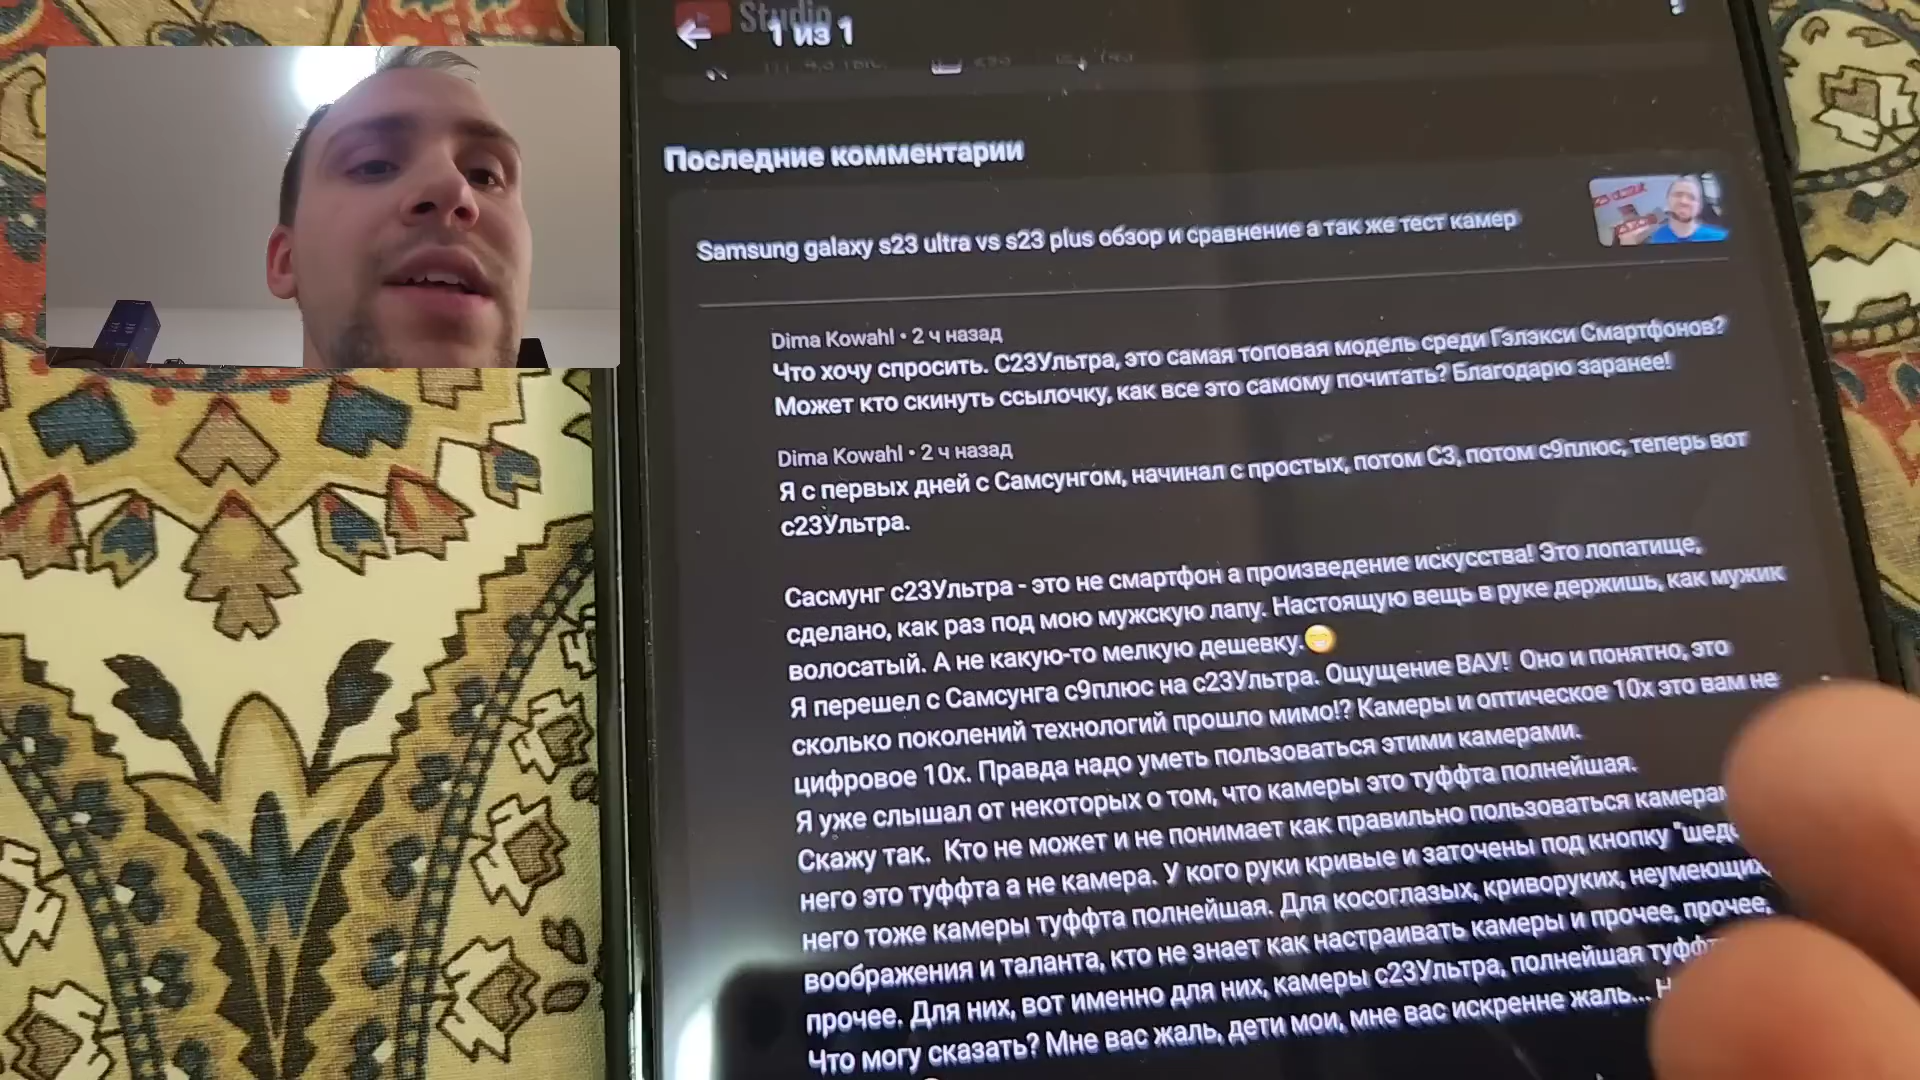 Studio
1 из 1
Последние комментарии
Samsung galaxy s23 ultra vs s23 plus обзор и сравнение а так же тест камер
Dima Kowahl • 2 ч назад
Что хочу спросить. С23Ультра, это самая топовая модель среди Гэлэкси Смартфонов?
Может кто скинуть ссылочку, как все это самому почитать? Благодарю заранее!
Dima Kowahl • 2 ч назад
Я с первых дней с Самсунгом, начинал с простых, потом С3, потом с9плюс, теперь вот
с23Ультра.
Сасмунг с23Ультра - это не смартфон а произведение искусства! Это лопатище,
сделано, как раз под мою мужскую лапу. Настоящую вещь в руке держишь, как мужик
волосатый. А не какую-то мелкую дешевку.😁
Я перешел с Самсунга с9плюс на с23Ультра. Ощущение ВАУ! Оно и понятно, это
сколько поколений технологий прошло мимо!? Камеры и оптическое 10х это вам не
цифровое 10х. Правда надо уметь пользоваться этими камерами.
Я уже слышал от некоторых о том, что камеры это туффта полнейшая.
Скажу так. Кто не может и не понимает как правильно пользоваться
него это туффта а не камера. У кого руки кривые и заточены под кнопку
него тоже камеры туффта полнейшая. Для косоглазых, криворуких, неумеющих,
воображения и таланта, кто не знает как настраивать камеры и прочее, прочее,
прочее. Для них, вот именно для них, камеры с23Ультра, полнейшая
Что могу сказать? Мне вас жаль, дети мои, мне вас искренне жаль...